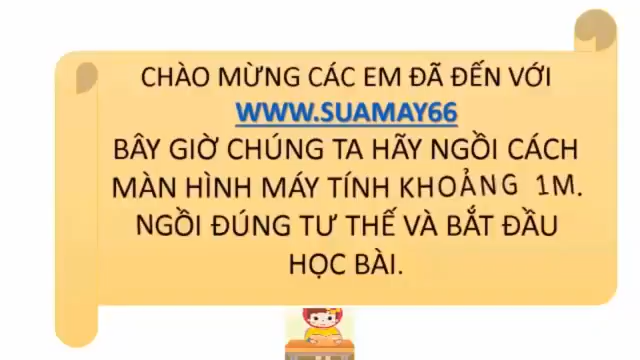 CHÀO MỪNG CÁC EM ĐÃ ĐẾN VỚI
WWW.SUAMAY66
BÂY GIỜ CHÚNG TA HÃY NGỒI CÁCH
MÀN HÌNH MÁY TÍNH KHOẢNG 1M.
NGỒI ĐÚNG TƯ THẾ VÀ BẮT ĐẦU
HỌC BÀI.